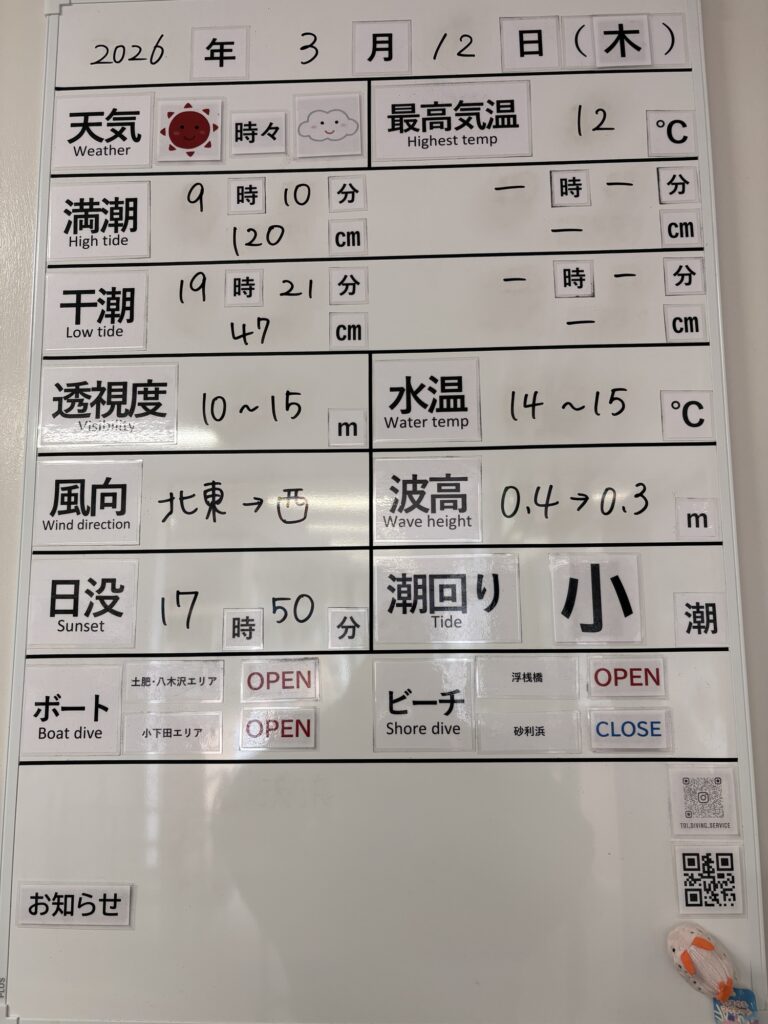 2026 年 3 月 12 日 (木)
天気 時々
Weather
最高気温 12 ℃
Highest temp
満潮 9 時 10 分 ー 時 ー 分
High tide 120 cm ー cm
干潮 19 時 21 分 ー 時 ー 分
Low tide 47 cm ー cm
透視度 10～15 m
Visibility
水温 14～15 ℃
Water temp
風向 北東→西
Wind direction
波高 0.4→0.3 m
Wave height
日没 17 時 50 分
Sunset
潮回り 小 潮
Tide
ボート 土肥・八木沢エリア OPEN
Boat dive 小下田エリア OPEN
ビーチ 浮桟橋 OPEN
Shore dive 砂利浜 CLOSE
TOI_DIVING_SERVICE
お知らせ
PLUS